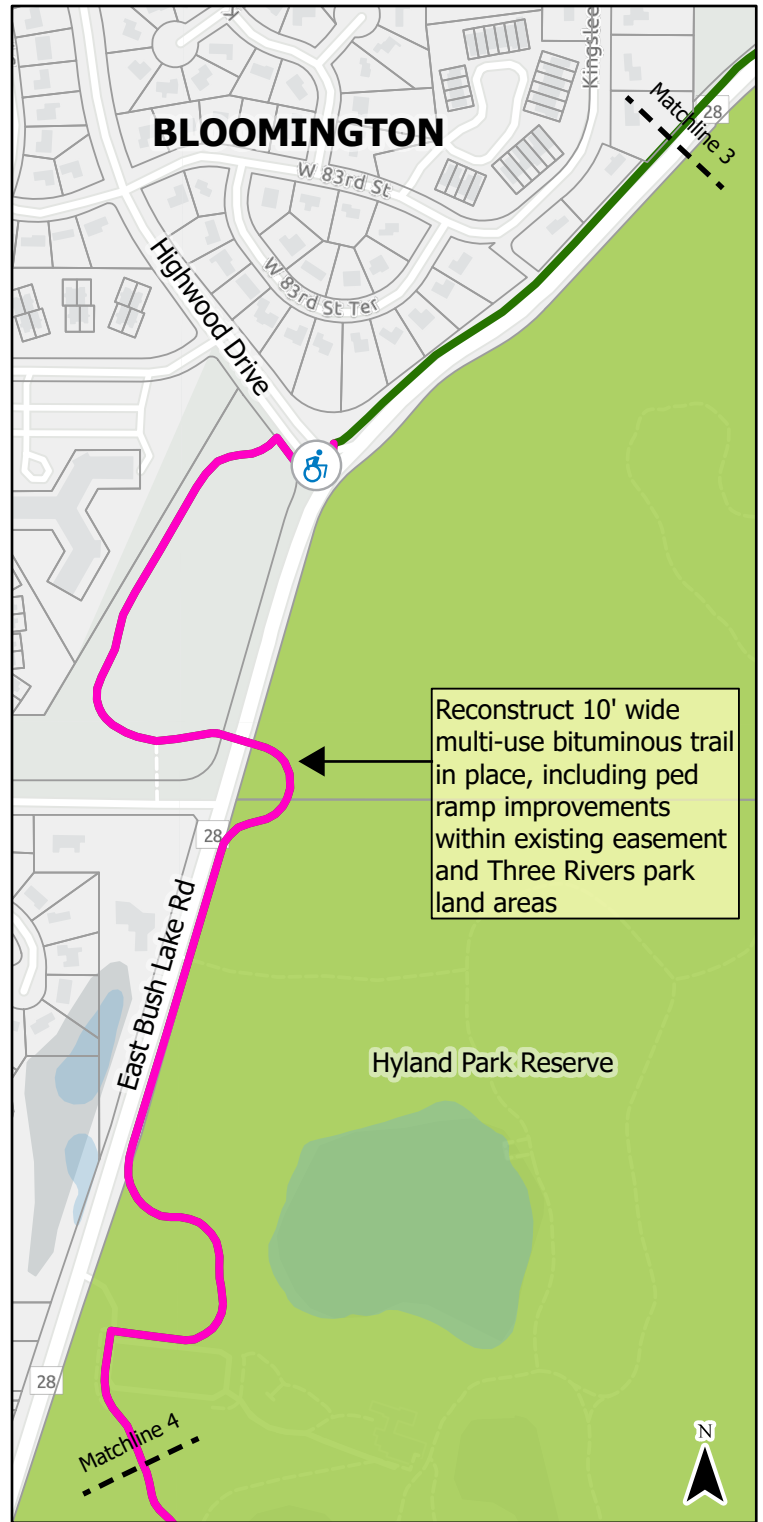 Kingslee
Matchline 3
28
BLOOMINGTON
W 83rd St
W 83rd St Ter
Highwood Drive
Reconstruct 10' wide
multi-use bituminous trail
in place, including ped
ramp improvements
within existing easement
and Three Rivers park
land areas
28
East Bush Lake Rd
Hyland Park Reserve
28
Matchline 4
N